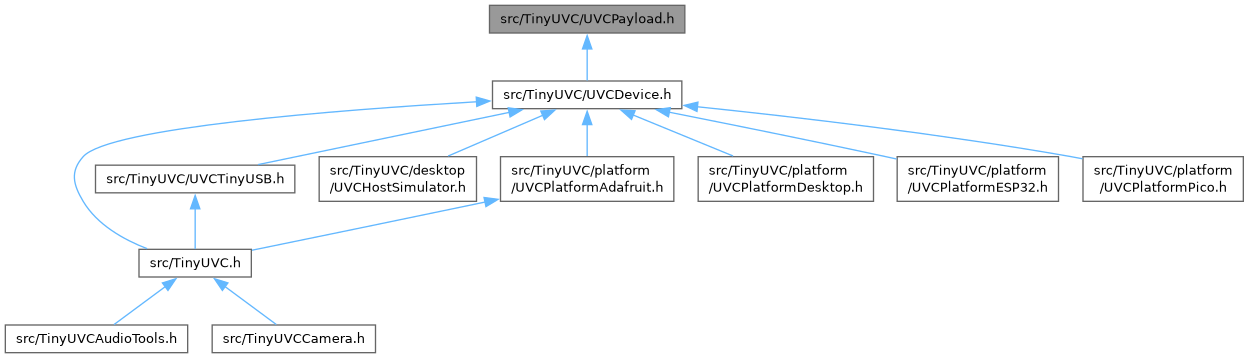 src/TinyUVC/UVCPayload.h
src/TinyUVC/UVCDevice.h
src/TinyUVC/UVCTinyUSB.h
src/TinyUVC/desktop
/UVCHostSimulator.h
src/TinyUVC/platform
/UVCPlatformAdafruit.h
src/TinyUVC/platform
/UVCPlatformDesktop.h
src/TinyUVC/platform
/UVCPlatformESP32.h
src/TinyUVC/platform
/UVCPlatformPico.h
src/TinyUVC.h
src/TinyUVCAudioTools.h
src/TinyUVCCamera.h